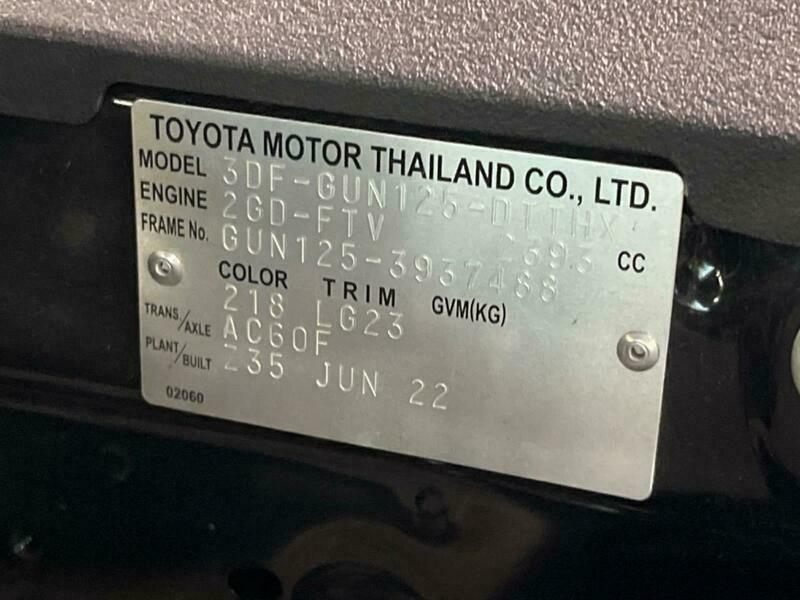 TOYOTA MOTOR THAILAND CO., LTD.
MODEL 3DF-GUN125-DTTHX
ENGINE 2GD-FTV 2393 CC
FRAME No. GUN125-3937488
COLOR TRIM GVM(KG)
218 LG23
TRANS./AXLE AC60F
PLANT/BUILT Z35 JUN 22
02060